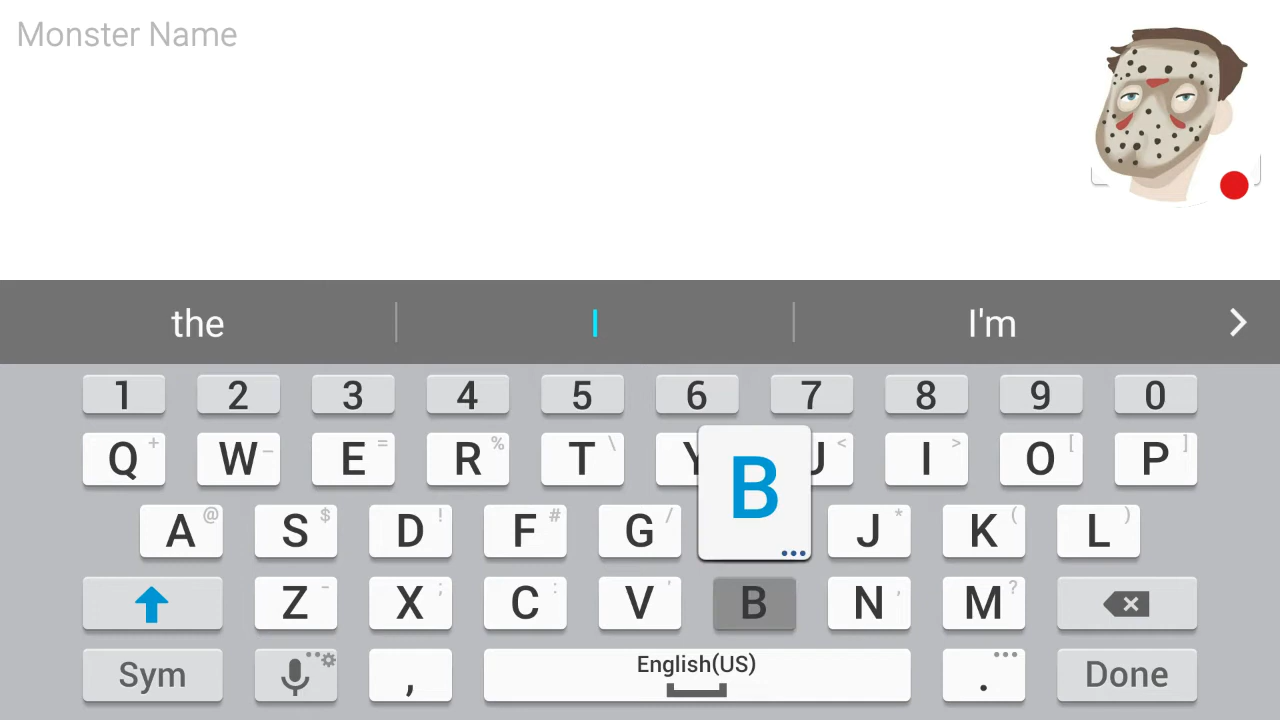 Monster Name
the I I'm
1 2 3 4 5 6 7 8 9 0
Q + W - E = R % T \ Y U < I > O [ P ]
A @ S $ D ! F # G / B J * K ( L )
Z - X ; C : V ' B N , M ?
Sym , English(US) . Done